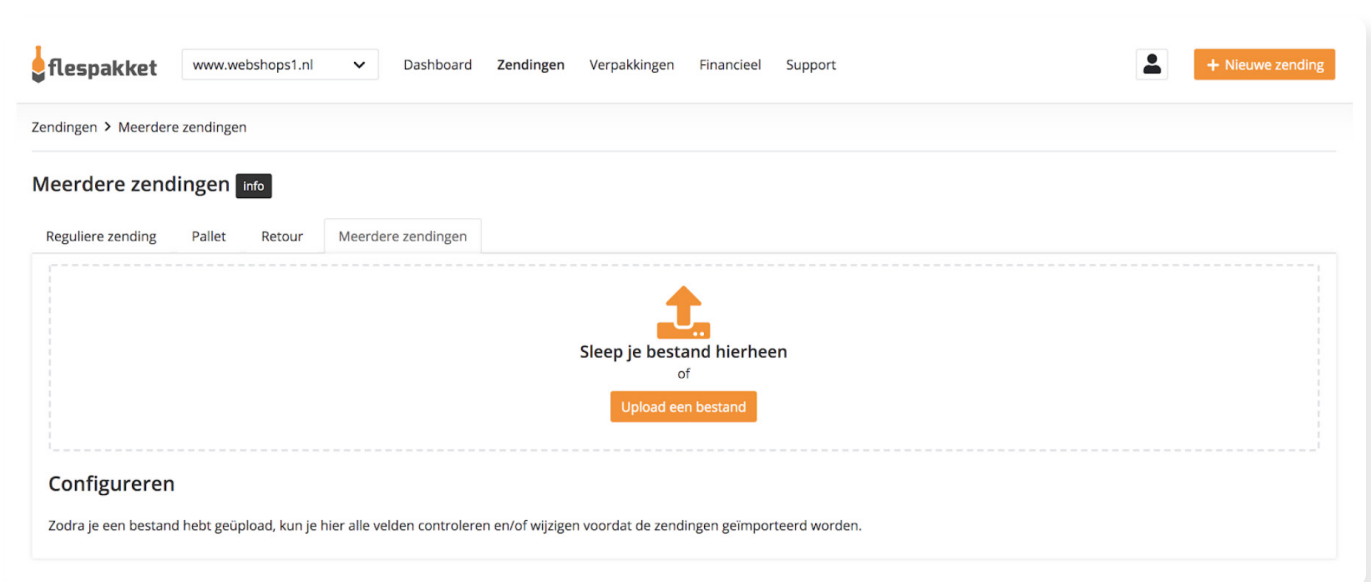 flespakket www.webshops1.nl Dashboard Zendingen Verpakkingen Financieel Support + Nieuwe zending
Zendingen > Meerdere zendingen
Meerdere zendingen info
Reguliere zending Pallet Retour Meerdere zendingen
Sleep je bestand hierheen
of
Upload een bestand
Configureren
Zodra je een bestand hebt geüpload, kun je hier alle velden controleren en/of wijzigen voordat de zendingen geïmporteerd worden.